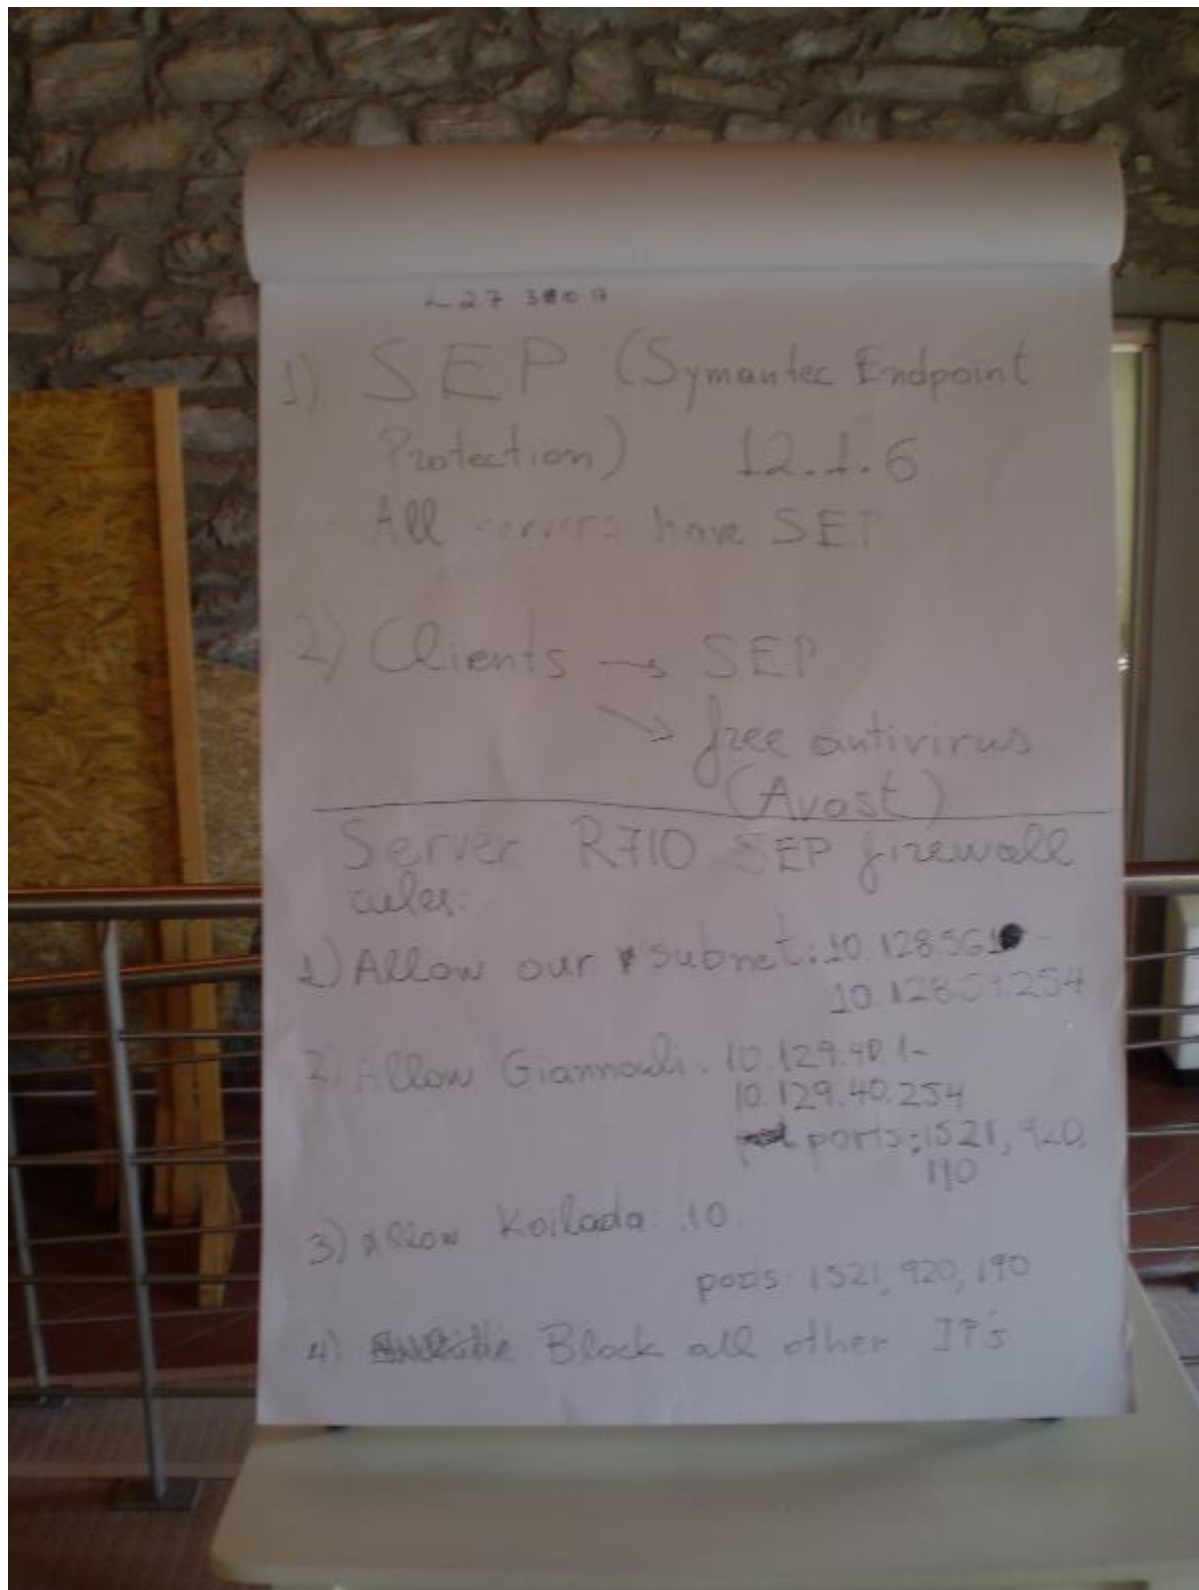 1) SEP (Symantec Endpoint
Protection) 12.1.6
All servers have SEP
2) Clients → SEP
↘ free antivirus
(Avast)
Server R710 SEP firewall
rules:
1) Allow our subnet: 10.128.56.1 -
254
2) Allow Giannouli: 10.129.40.1-
10.129.40.254
ports: 1521, 920,
190
3) Allow Koilada: 10.
ports: 1521, 920, 190
4) Block all other IP's